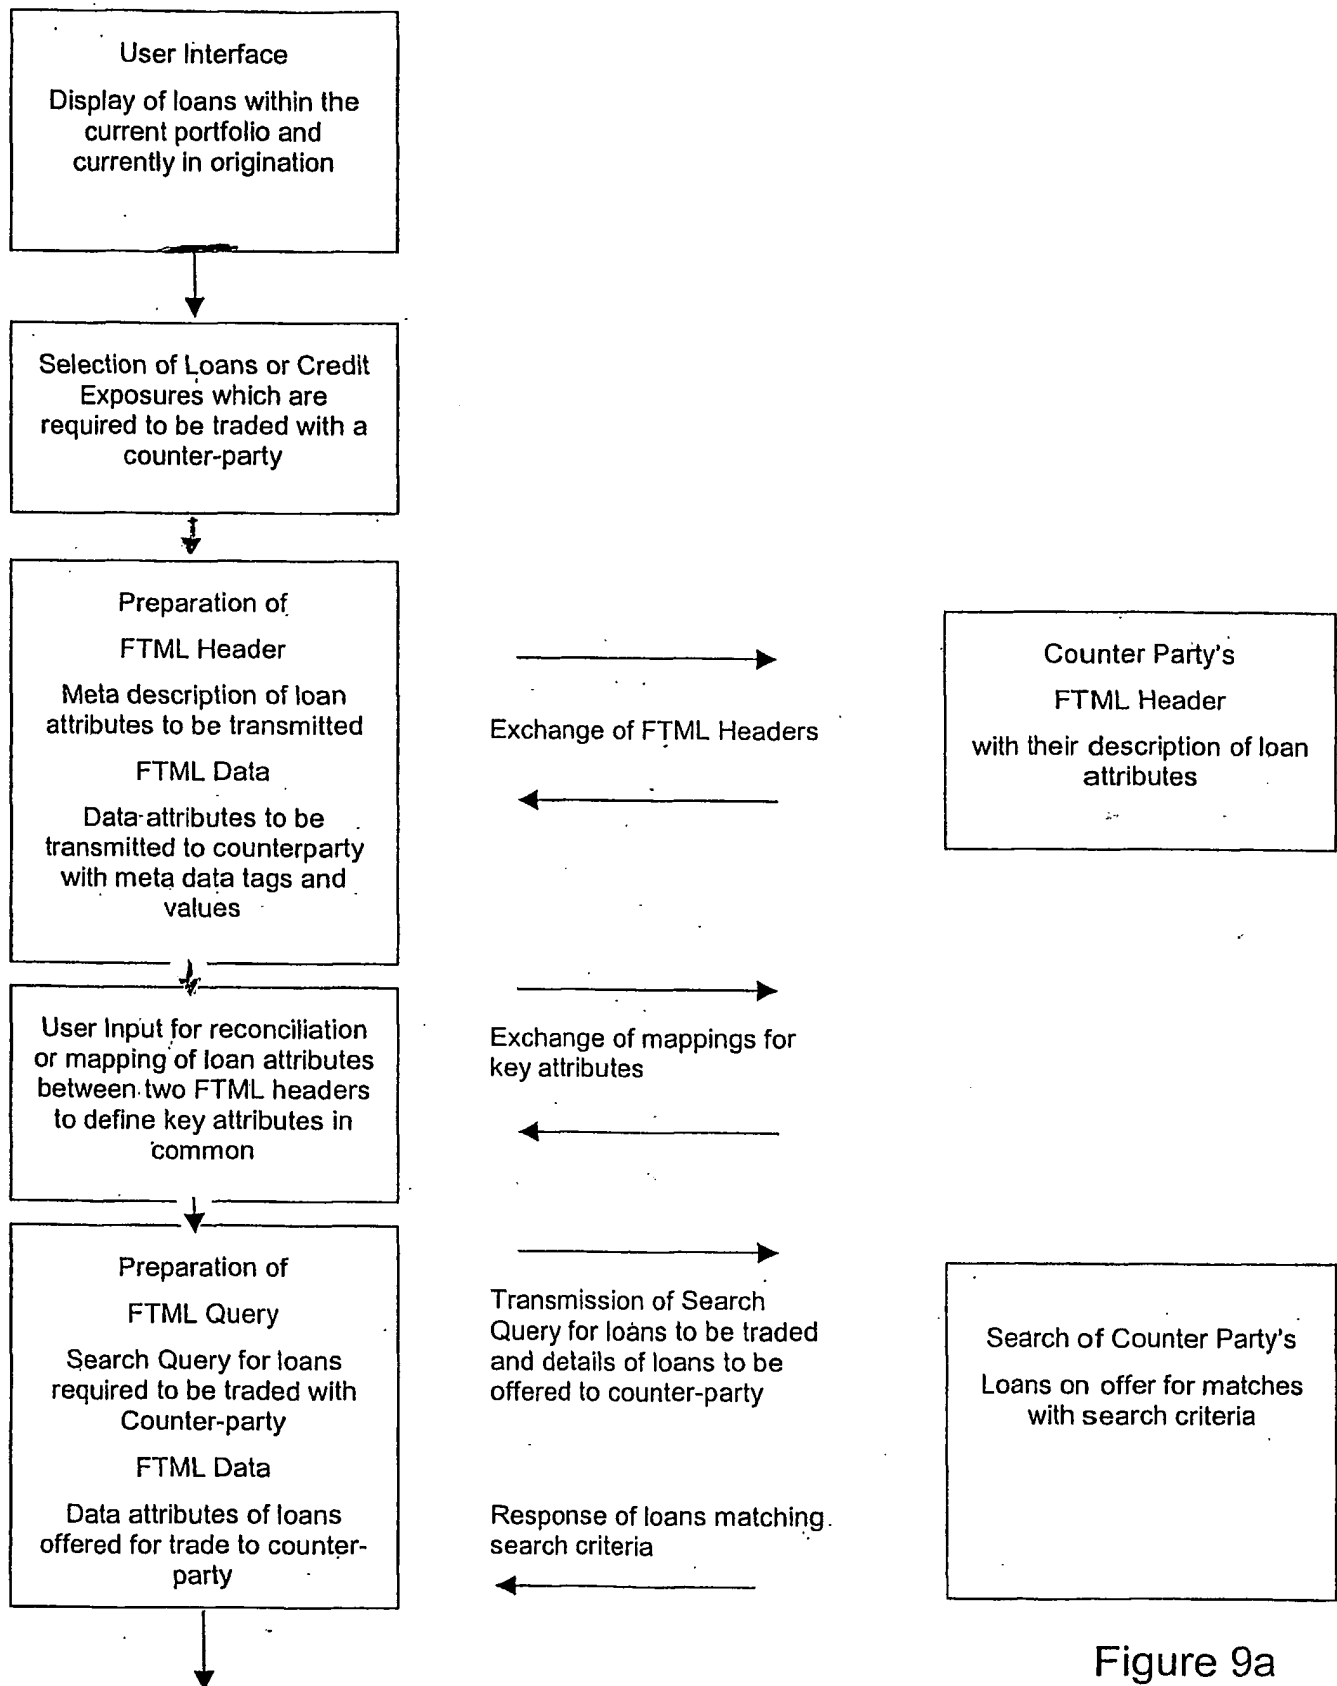 User Interface
Display of loans within the
current portfolio and
currently in origination
Selection of Loans or Credit
Exposures which are
required to be traded with a
counter-party
Preparation of
FTML Header
Meta description of loan
attributes to be transmitted
FTML Data
Data attributes to be
transmitted to counterparty
with meta data tags and
values
Exchange of FTML Headers
Counter Party's
FTML Header
with their description of loan
attributes
User Input for reconciliation
or mapping of loan attributes
between two FTML headers
to define key attributes in
common
Exchange of mappings for
key attributes
Preparation of
FTML Query
Search Query for loans
required to be traded with
Counter-party
FTML Data
Data attributes of loans
offered for trade to counter-
party
Transmission of Search
Query for loans to be traded
and details of loans to be
offered to counter-party
Response of loans matching
search criteria
Search of Counter Party's
Loans on offer for matches
with search criteria
Figure 9a